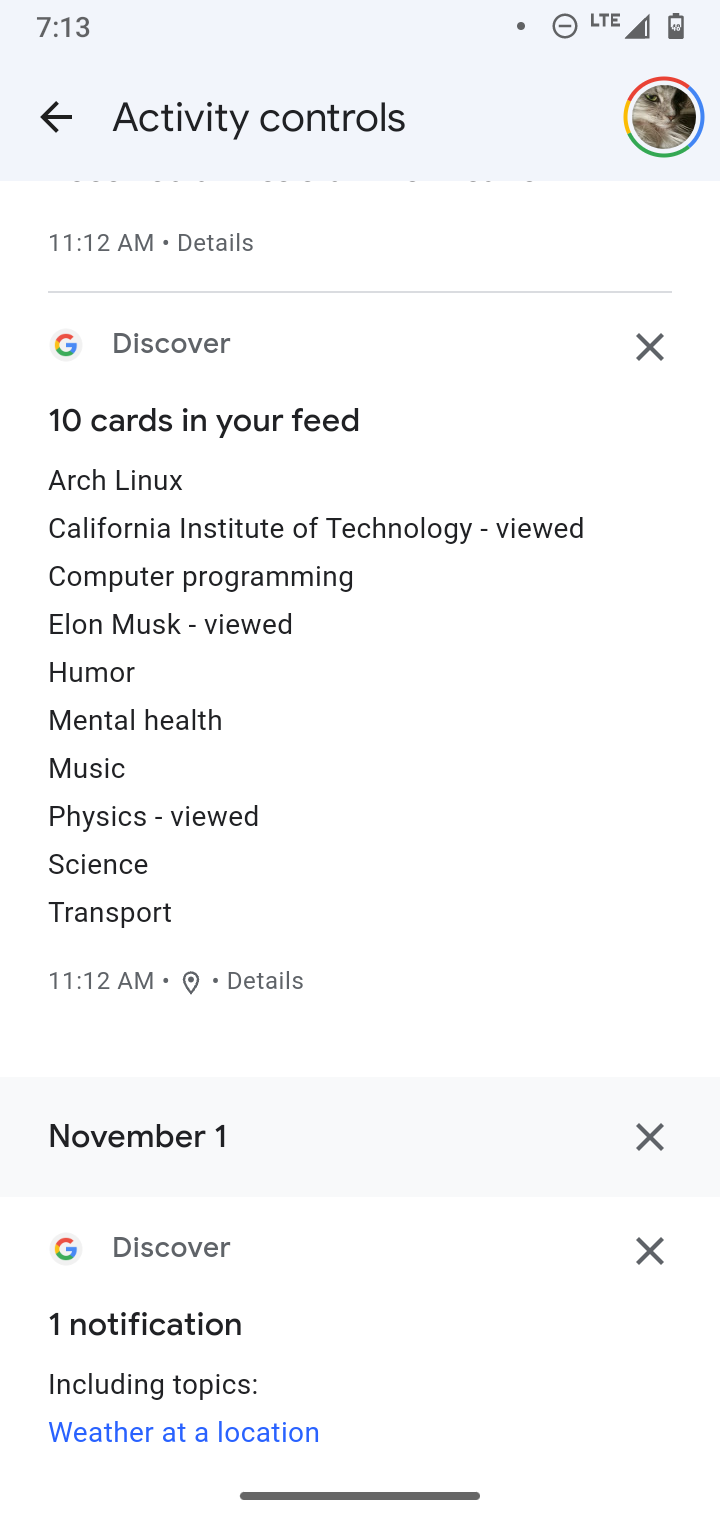 7:13
LTE
Activity controls
11:12 AM • Details
Discover
10 cards in your feed
Arch Linux
California Institute of Technology - viewed
Computer programming
Elon Musk - viewed
Humor
Mental health
Music
Physics - viewed
Science
Transport
11:12 AM • • Details
November 1
Discover
1 notification
Including topics:
Weather at a location